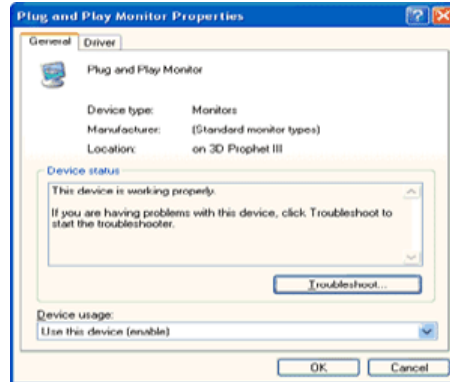 Plug and Play Monitor Properties
General Driver
Plug and Play Monitor
Device type: Monitors
Manufacturer: (Standard monitor types)
Location: on 3D Prophet III
Device status
This device is working properly.
If you are having problems with this device, click Troubleshoot to
start the troubleshooter.
Troubleshoot...
Device usage:
Use this device (enable)
OK Cancel